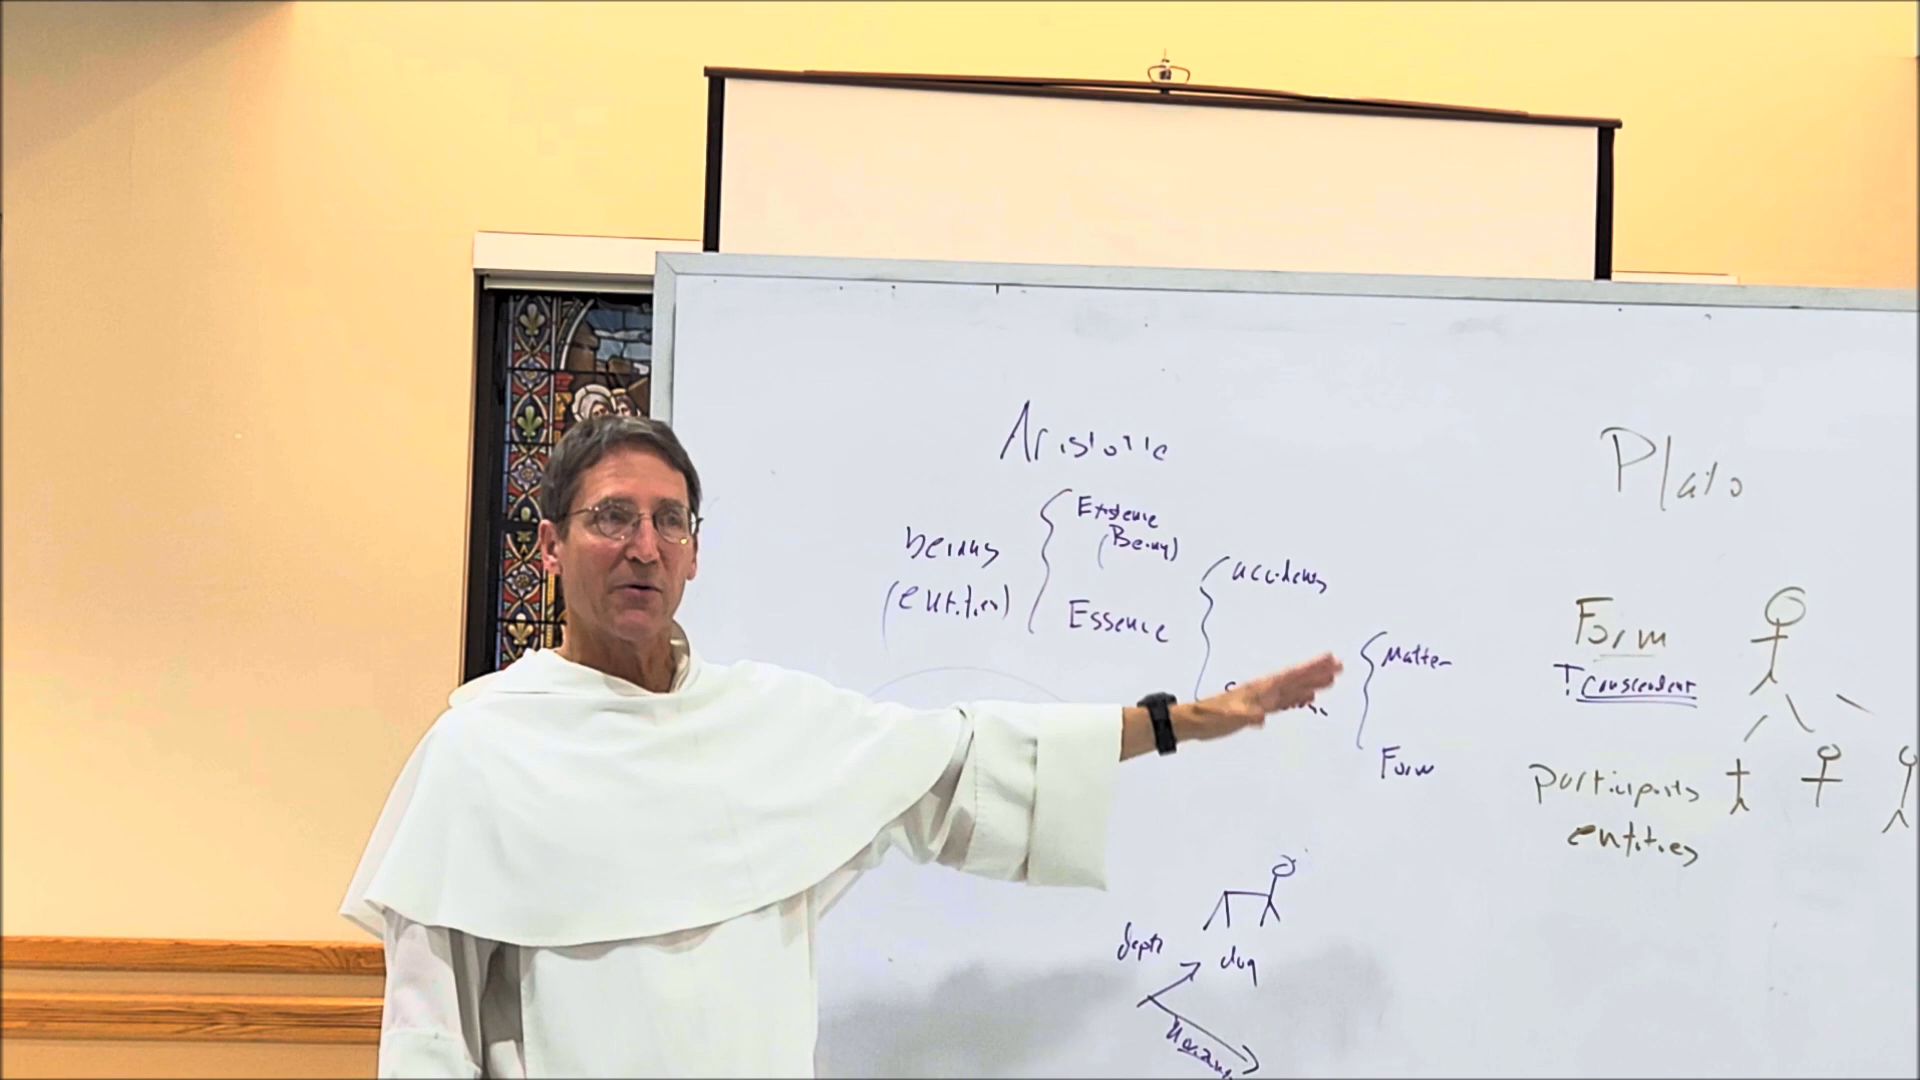 Aristotle
beings
(entities)
Existence
(Being)
Essence
accidents
Matter
Form
depth
dog
Plato
Form
Transcendent
participants
entities